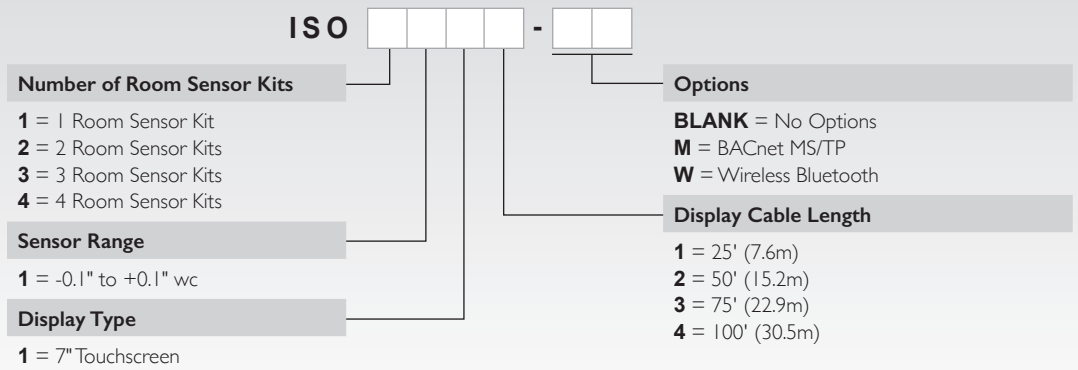 ISO -
Number of Room Sensor Kits
1 = 1 Room Sensor Kit
2 = 2 Room Sensor Kits
3 = 3 Room Sensor Kits
4 = 4 Room Sensor Kits
Sensor Range
1 = -0.1" to +0.1" wc
Display Type
1 = 7" Touchscreen
Options
BLANK = No Options
M = BACnet MS/TP
W = Wireless Bluetooth
Display Cable Length
1 = 25' (7.6m)
2 = 50' (15.2m)
3 = 75' (22.9m)
4 = 100' (30.5m)